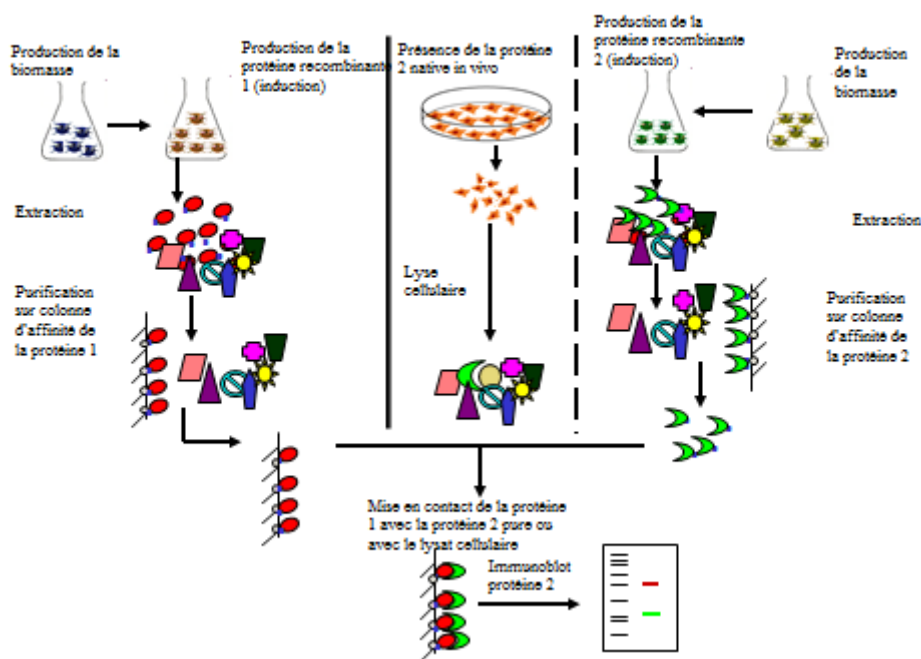 Production de la
biomasse
Production de la
protéine recombinante
1 (induction)
Présence de la protéine
2 native in vivo
Production de la
protéine recombinante
2 (induction)
Production
de la
biomasse
Extraction
Extraction
Lyse
cellulaire
Purification
sur colonne
d'affinité de
la protéine 1
Purification
sur colonne
d'affinité de
la protéine 2
Mise en contact de la protéine
1 avec la protéine 2 pure ou
avec le lysat cellulaire
Immunoblot
protéine 2